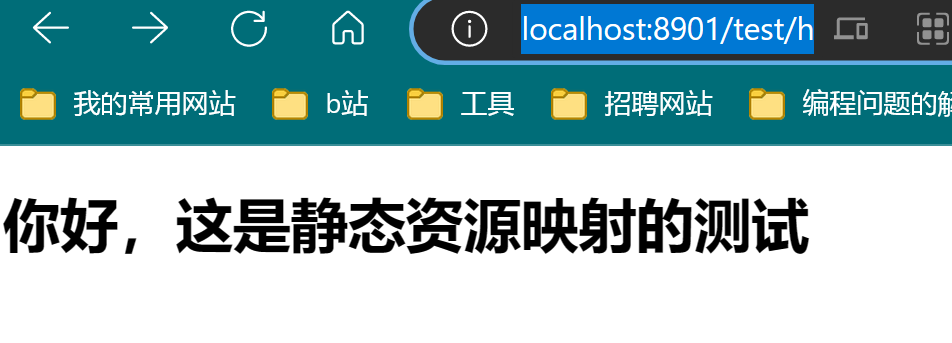 localhost:8901/test/h
我的常用网站 b站 工具 招聘网站 编程问题的解
你好，这是静态资源映射的测试